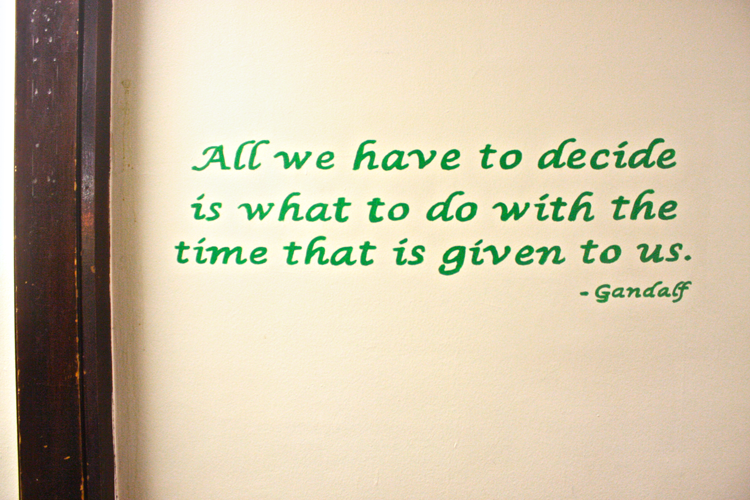 All we have to decide
is what to do with the
time that is given to us.
- Gandalf